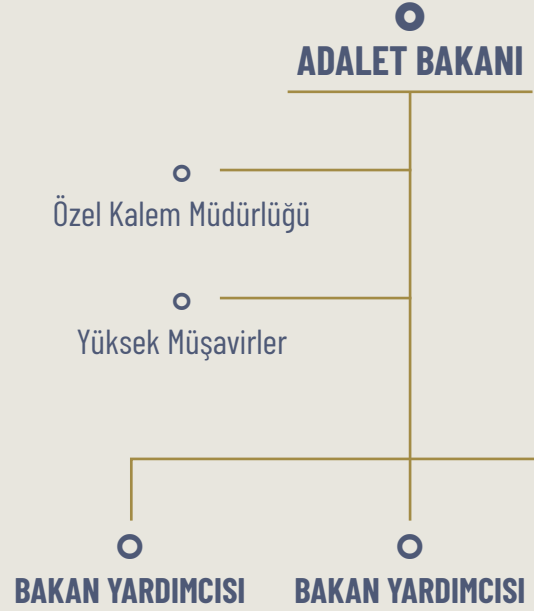 ADALET BAKANI
Özel Kalem Müdürlüğü
Yüksek Müşavirler
BAKAN YARDIMCISI BAKAN YARDIMCISI